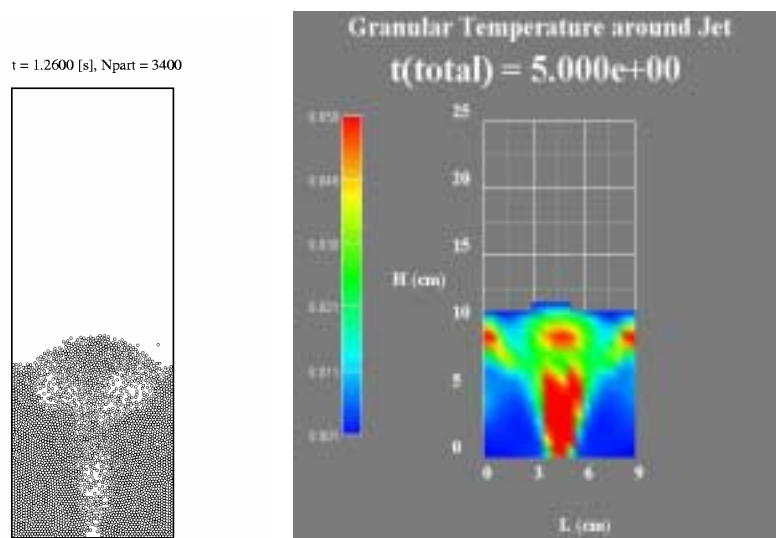 t = 1.2600 [s], Npart = 3400
Granular Temperature around Jet
t(total) = 5.000e+00
25
20
15
H (cm)
10
5
0
0 3 6 9
L (cm)